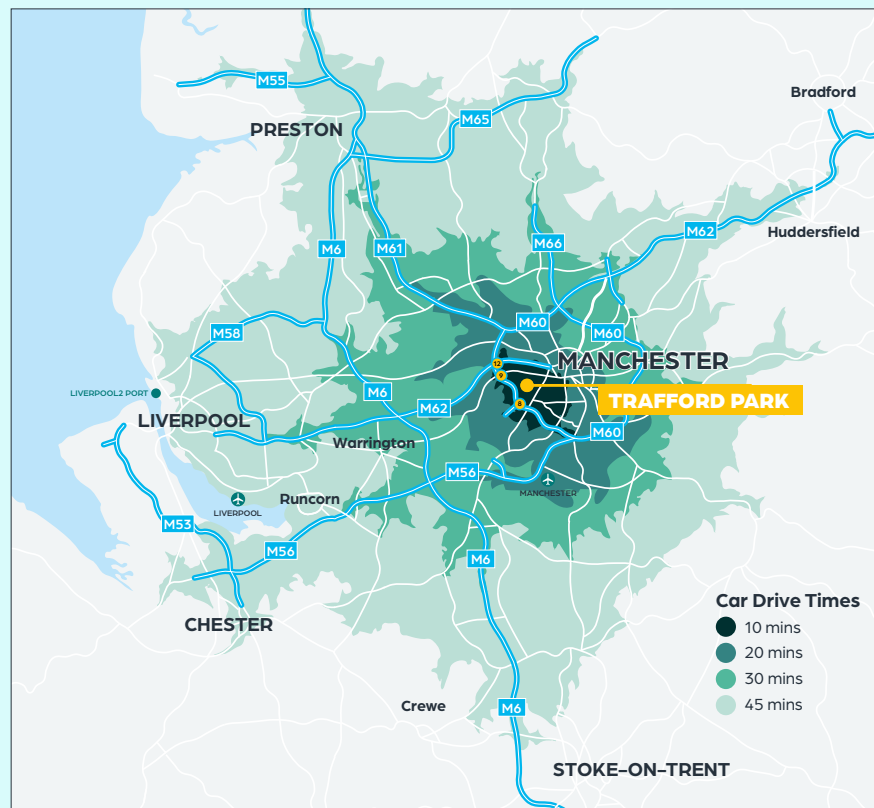 M55
Bradford
M65
PRESTON
M62
Huddersfield
M6
M61
M66
M60
M58
M60
MANCHESTER
12
9
LIVERPOOL2 PORT
M6
TRAFFORD PARK
M62
8
LIVERPOOL
M60
Warrington
M56
MANCHESTER
Runcorn
LIVERPOOL
M53
M56
M6
Car Drive Times
CHESTER
10 mins
20 mins
30 mins
45 mins
Crewe
M6
STOKE-ON-TRENT